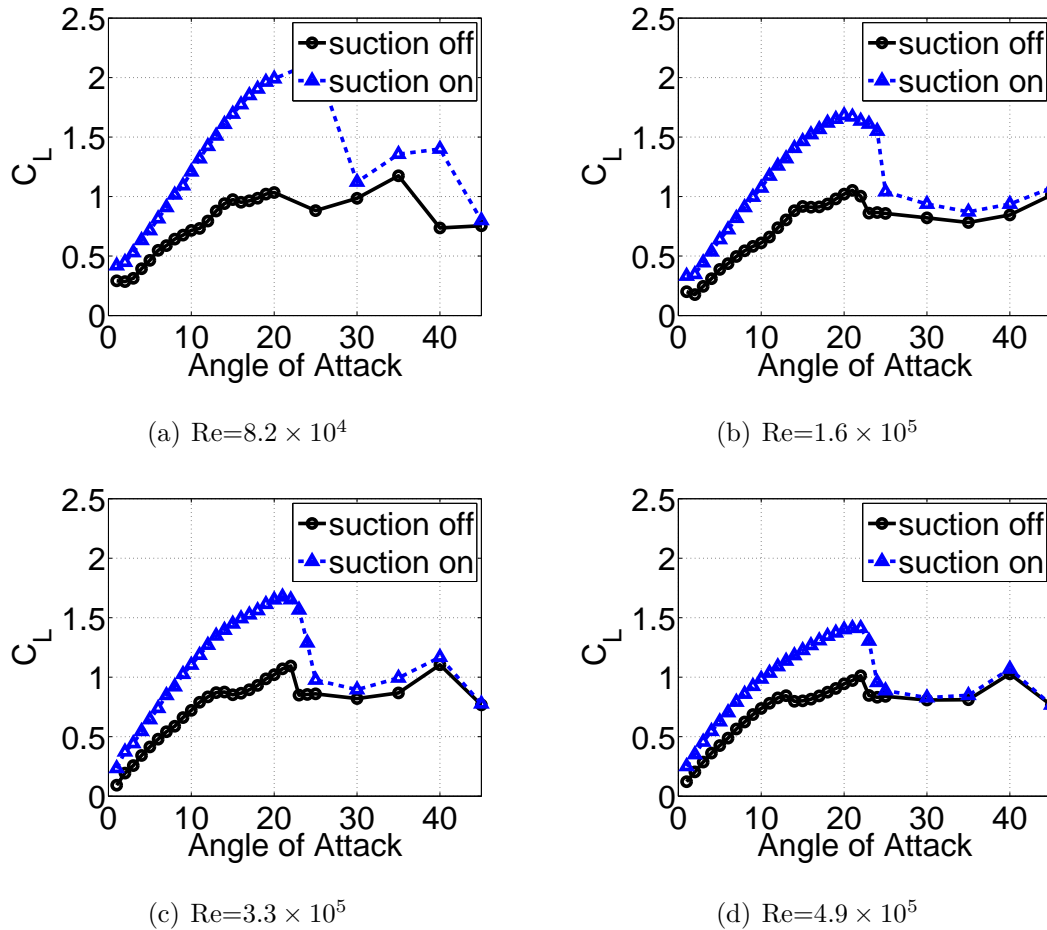 2.5
2
1.5
1
0.5
0
C_L
suction off
suction on
0 10 20 30 40
Angle of Attack
(a) Re=8.2 × 10^4
2.5
2
1.5
1
0.5
0
C_L
suction off
suction on
0 10 20 30 40
Angle of Attack
(b) Re=1.6 × 10^5
2.5
2
1.5
1
0.5
0
C_L
suction off
suction on
0 10 20 30 40
Angle of Attack
(c) Re=3.3 × 10^5
2.5
2
1.5
1
0.5
0
C_L
suction off
suction on
0 10 20 30 40
Angle of Attack
(d) Re=4.9 × 10^5